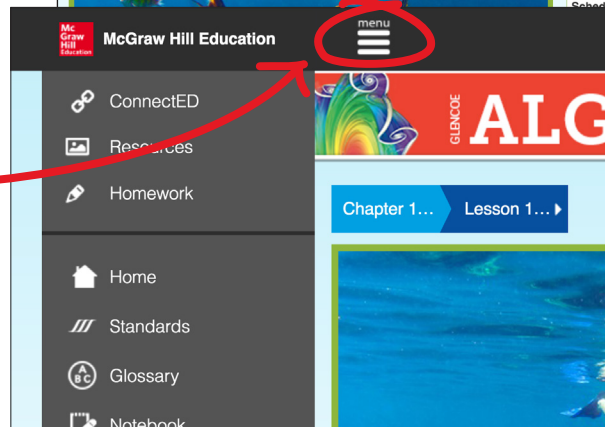 Sched
Mc
Graw
Hill
Education
McGraw Hill Education
menu
ConnectED
Resources
Homework
GLENCOE
ALG
Chapter 1...
Lesson 1...
Home
Standards
A
B C
Glossary
Notebook